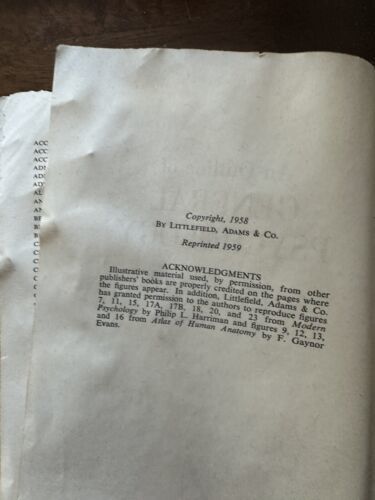 Copyright, 1958
BY LITTLEFIELD, ADAMS & CO.
Reprinted 1959
ACKNOWLEDGMENTS
Illustrative material used, by permission, from other
publishers' books are properly credited on the pages where
the figures appear. In addition, Littlefield, Adams & Co.
has granted permission to the authors to reproduce figures
7, 11, 15, 17A, 17B, 18, 20, and 23 from Modern
Psychology by Philip L. Harriman and figures 9, 12, 13,
and 16 from Atlas of Human Anatomy by F. Gaynor
Evans.